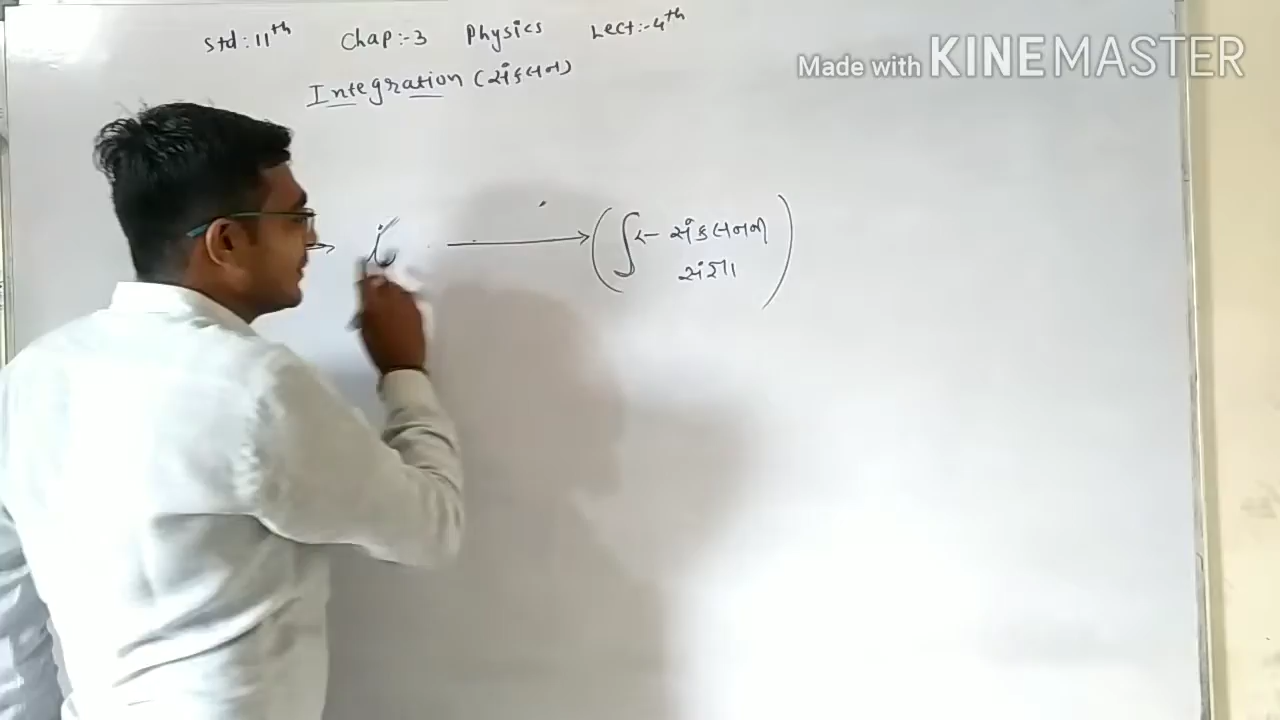 Std:11th Chap:-3 Physics Lect:-4th
Made with KINEMASTER
Integration (સંકલન)
→ ∫ ← સંકલનની
સંજ્ઞા